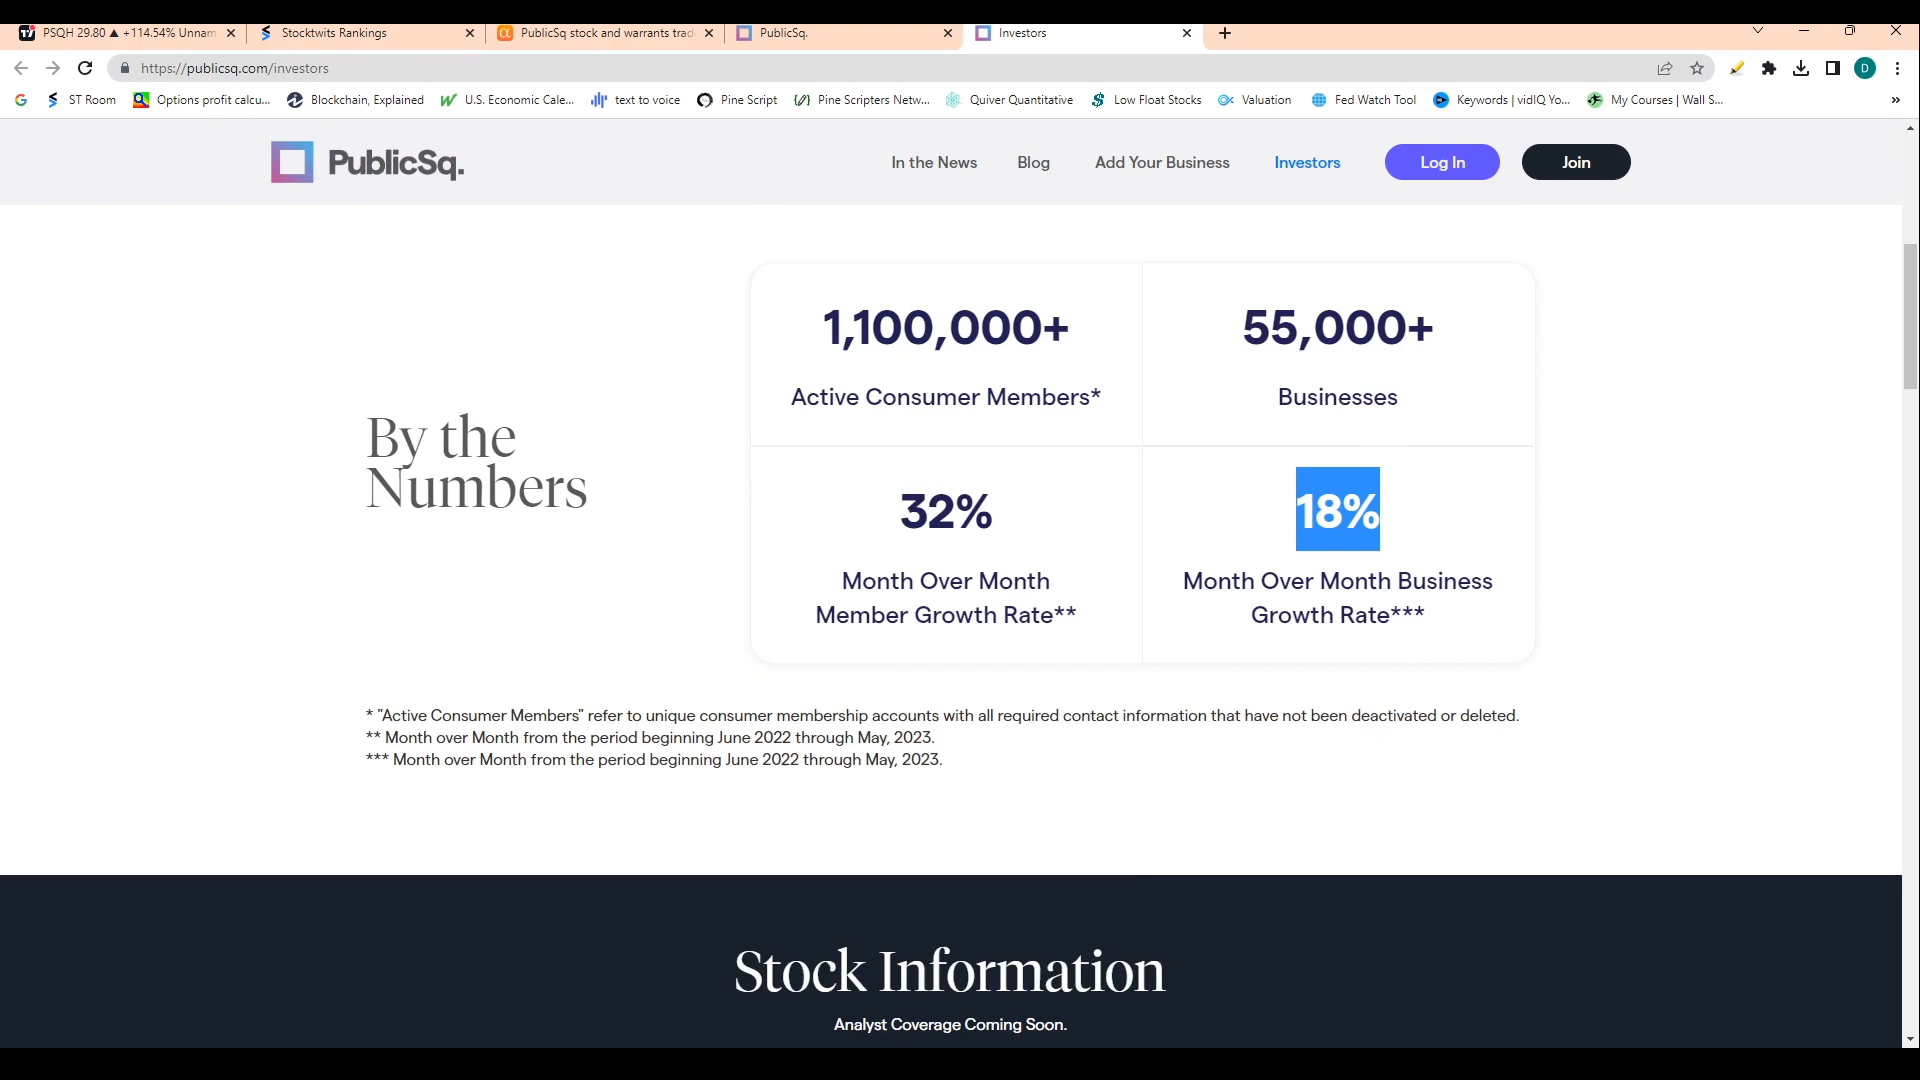 PSQH 29.80 ▲ +114.54% Unnam
Stocktwits Rankings
PublicSq stock and warrants trad
PublicSq.
Investors
https://publicsq.com/investors
D
ST Room
Options profit calcu...
Blockchain, Explained
U.S. Economic Cale...
text to voice
Pine Script
Pine Scripters Netw...
Quiver Quantitative
Low Float Stocks
Valuation
Fed Watch Tool
Keywords | vidIQ Yo...
My Courses | Wall S...
»
PublicSq.
In the News
Blog
Add Your Business
Investors
Log In
Join
By the
Numbers
1,100,000+
Active Consumer Members*
55,000+
Businesses
32%
Month Over Month
Member Growth Rate**
18%
Month Over Month Business
Growth Rate***
* "Active Consumer Members" refer to unique consumer membership accounts with all required contact information that have not been deactivated or deleted.
** Month over Month from the period beginning June 2022 through May, 2023.
*** Month over Month from the period beginning June 2022 through May, 2023.
Stock Information
Analyst Coverage Coming Soon.